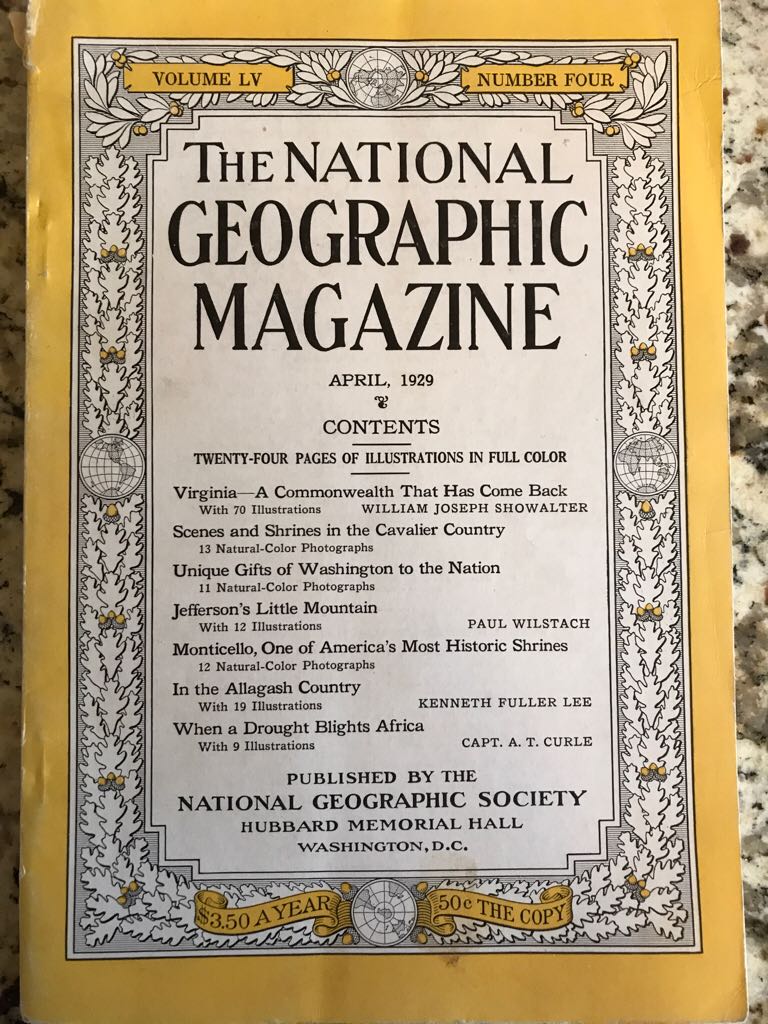 VOLUME LV NUMBER FOUR
THE NATIONAL
GEOGRAPHIC
MAGAZINE
APRIL, 1929
CONTENTS
TWENTY-FOUR PAGES OF ILLUSTRATIONS IN FULL COLOR
Virginia—A Commonwealth That Has Come Back
With 70 Illustrations WILLIAM JOSEPH SHOWALTER
Scenes and Shrines in the Cavalier Country
13 Natural-Color Photographs
Unique Gifts of Washington to the Nation
11 Natural-Color Photographs
Jefferson's Little Mountain
With 12 Illustrations PAUL WILSTACH
Monticello, One of America's Most Historic Shrines
12 Natural-Color Photographs
In the Allagash Country
With 19 Illustrations KENNETH FULLER LEE
When a Drought Blights Africa
With 9 Illustrations CAPT. A. T. CURLE
PUBLISHED BY THE
NATIONAL GEOGRAPHIC SOCIETY
HUBBARD MEMORIAL HALL
WASHINGTON, D.C.
$3.50 A YEAR 50c THE COPY